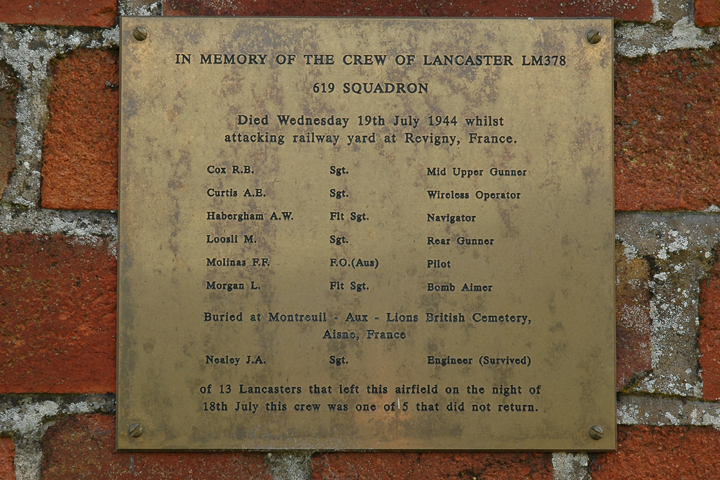 IN MEMORY OF THE CREW OF LANCASTER LM378
619 SQUADRON
Died Wednesday 19th July 1944 whilst
attacking railway yard at Revigny, France.
Cox R.B. Sgt. Mid Upper Gunner
Curtis A.E. Sgt. Wireless Operator
Habergham A.W. Flt Sgt. Navigator
Loosli M. Sgt. Rear Gunner
Molinas F.F. F.O.(Aus) Pilot
Morgan L. Flt Sgt. Bomb Aimer
Buried at Montreuil - Aux - Lions British Cemetery,
Aisne, France
Nealey J.A. Sgt. Engineer (Survived)
of 13 Lancasters that left this airfield on the night of
18th July this crew was one of 5 that did not return.